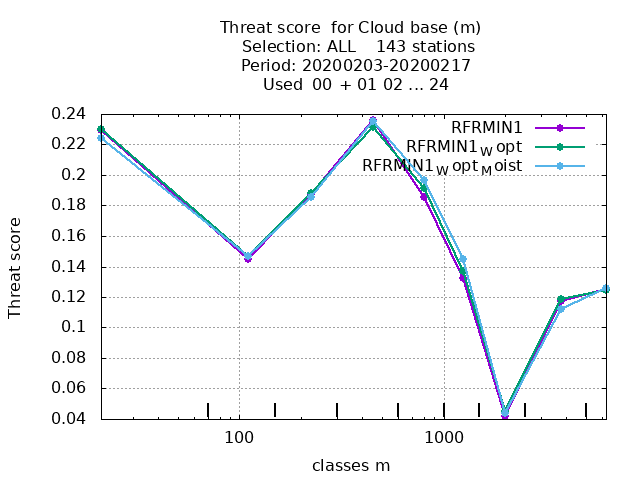 Threat score  for Cloud base (m)
Selection: ALL    143 stations
Period: 20200203-20200217
Used  00 + 01 02 ... 24
0.24
0.22
0.2
0.18
0.16
0.14
0.12
0.1
0.08
0.06
0.04
Threat score
RFRMIN1
RFRMIN1Wopt
RFRMIN1WoptMoist
100
1000
classes m